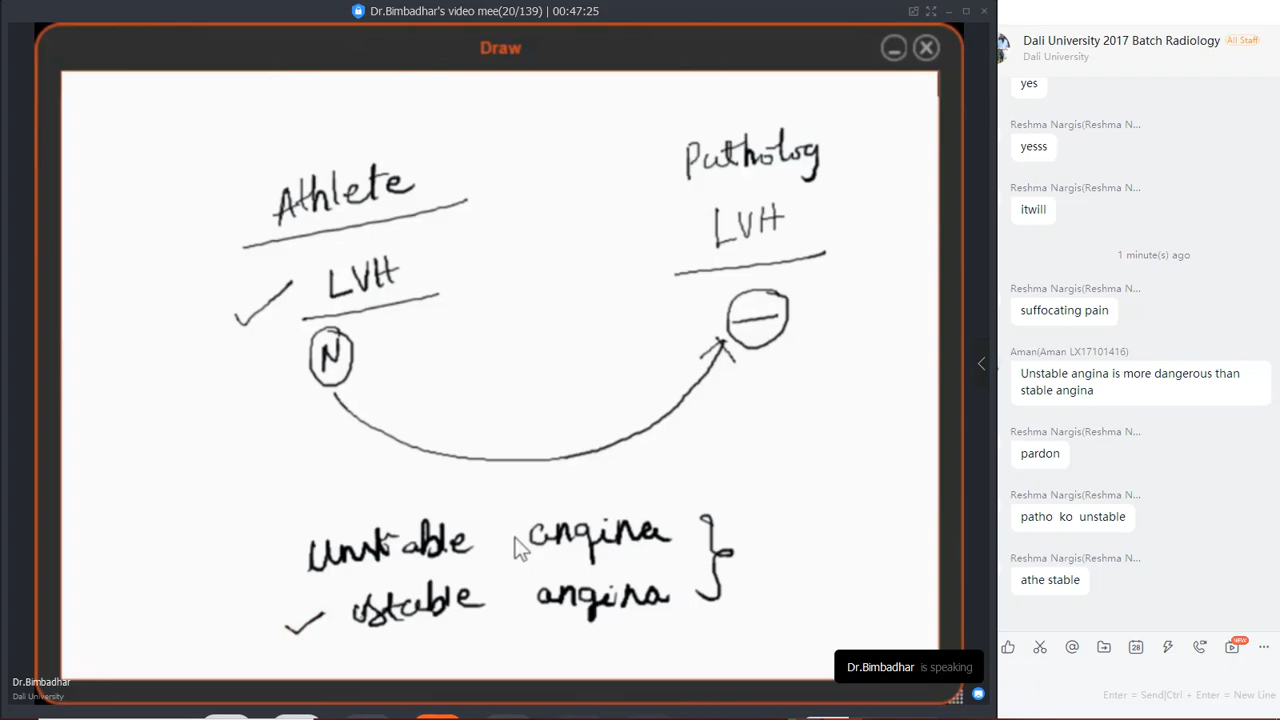 Dr.Bimbadhar's video mee(20/139) | 00:47:25
Draw
Athlete
LVH
N
Patholog
LVH
unstable angina
stable angina
Dr.Bimbadhar is speaking
Dr.Bimbadhar
Dali University
Dali University 2017 Batch Radiology All Staff
Dali University
yes
Reshma Nargis(Reshma N...
yesss
Reshma Nargis(Reshma N...
itwill
1 minute(s) ago
Reshma Nargis(Reshma N...
suffocating pain
Aman(Aman LX17101416)
Unstable angina is more dangerous than
stable angina
Reshma Nargis(Reshma N...
pardon
Reshma Nargis(Reshma N...
patho ko unstable
Reshma Nargis(Reshma N...
athe stable
28
NEW
Enter = Send|Ctrl + Enter = New Line